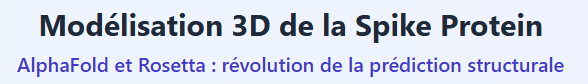 Modélisation 3D de la Spike Protein
AlphaFold et Rosetta : révolution de la prédiction structurale